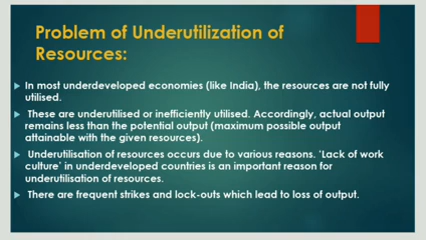 Problem of Underutilization of
Resources:
In most underdeveloped economies (like India), the resources are not fully
utilised.
These are underutilised or inefficiently utilised. Accordingly, actual output
remains less than the potential output (maximum possible output
attainable with the given resources).
Underutilisation of resources occurs due to various reasons. 'Lack of work
culture' in underdeveloped countries is an important reason for
underutilisation of resources.
There are frequent strikes and lock-outs which lead to loss of output.